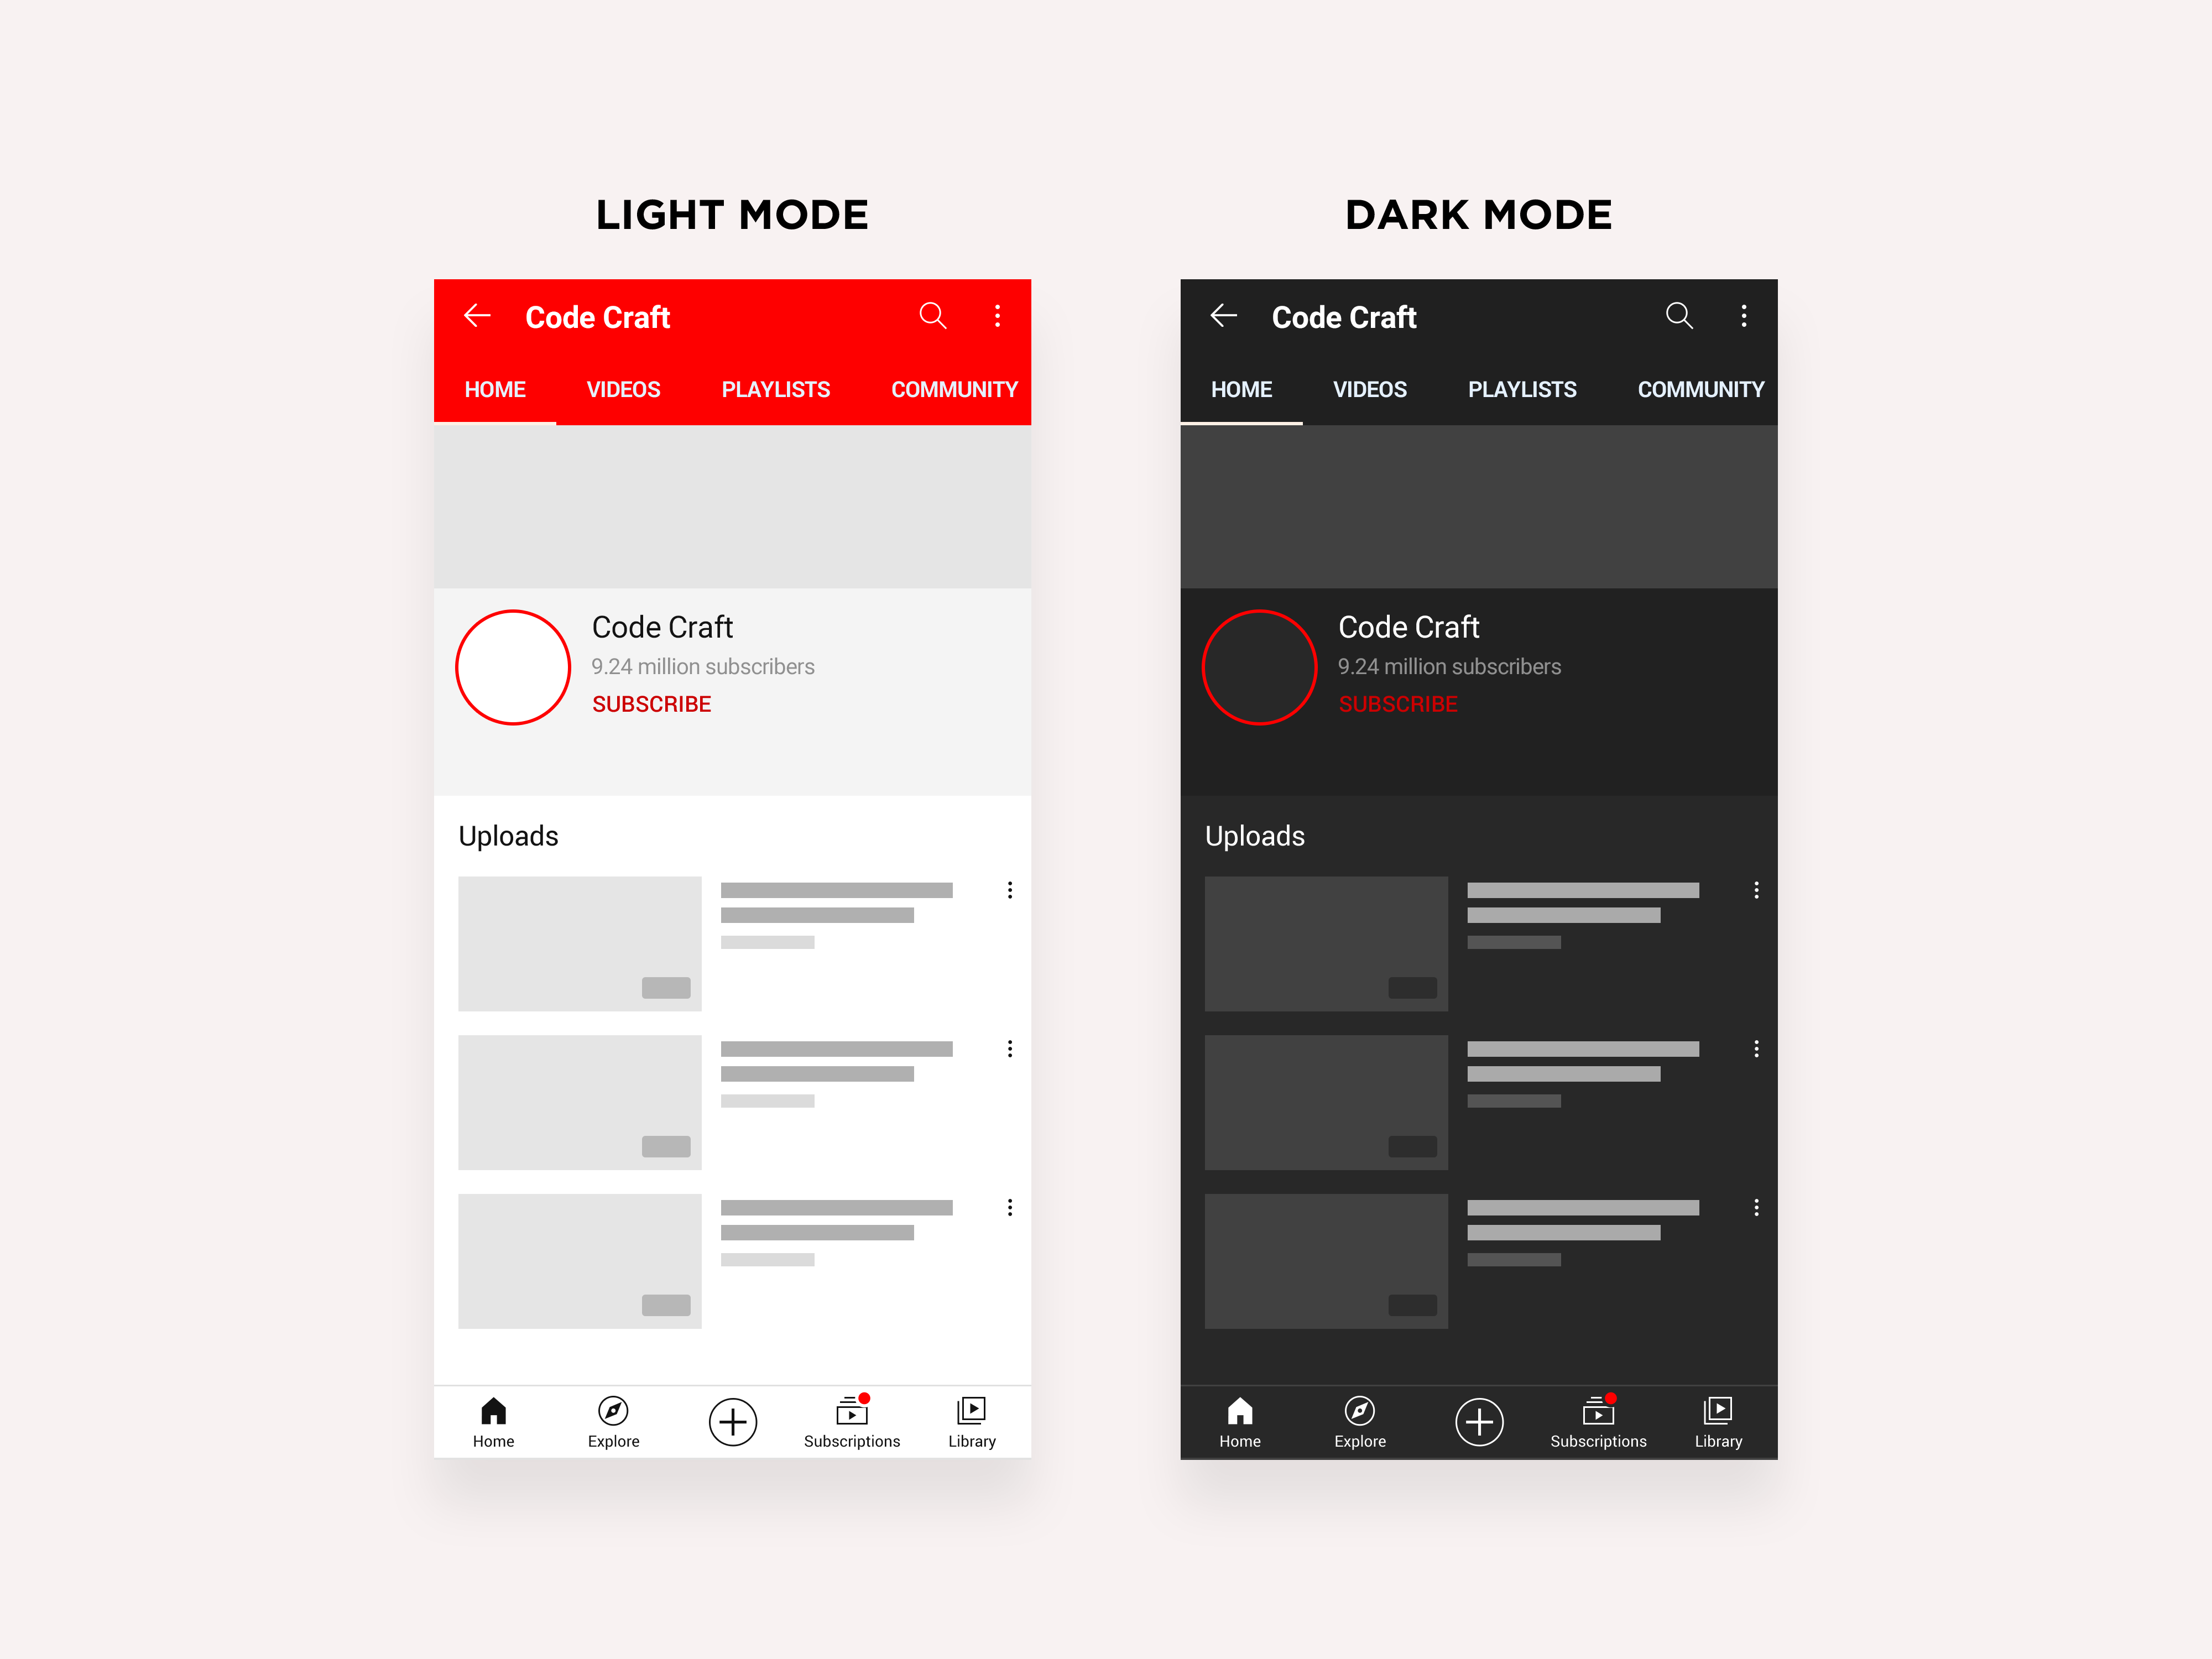 LIGHT MODE
Code Craft
HOME VIDEOS PLAYLISTS COMMUNITY
Code Craft
9.24 million subscribers
SUBSCRIBE
Uploads
Home Explore Subscriptions Library
DARK MODE
Code Craft
HOME VIDEOS PLAYLISTS COMMUNITY
Code Craft
9.24 million subscribers
SUBSCRIBE
Uploads
Home Explore Subscriptions Library